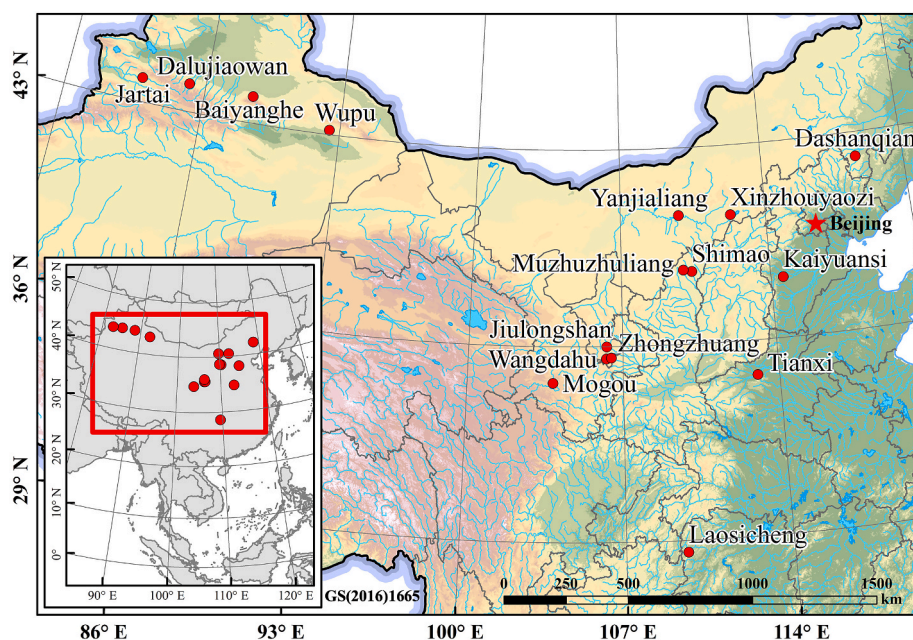 43° N
36° N
29° N
Dalujiaowan
Jartai
Baiyanghe
Wupu
Dashanqian
Yanjialiang
Xinzhouyaozi
Beijing
Muzhuzhuliang
Shimao
Kaiyuansi
Jiulongshan
Zhongzhuang
Wangdahu
Mogou
Tianxi
Laosicheng
50° N
40° N
30° N
20° N
10° N
0°
90° E
100° E
110° E
120° E
GS(2016)1665
0 250 500 1000 1500
km
86° E
93° E
100° E
107° E
114° E